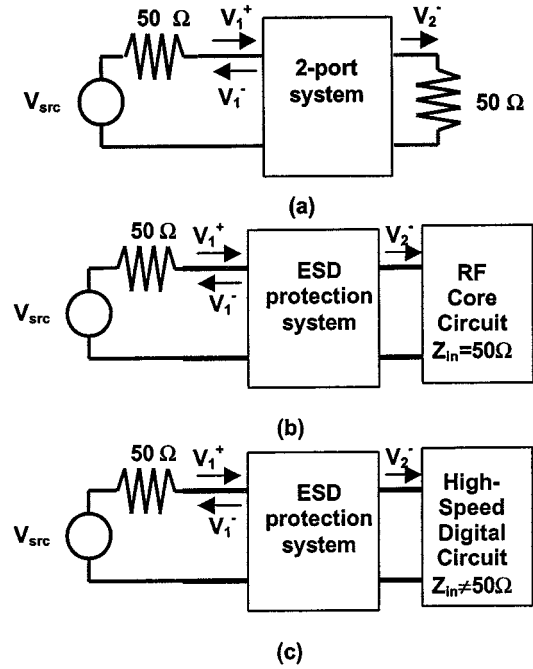 50 Ω V₁⁺ V₂⁻
V₁⁻
2-port
system
Vsrc
50 Ω
(a)
50 Ω V₁⁺ V₂⁻
V₁⁻
ESD
protection
system
RF
Core
Circuit
Zin=50Ω
Vsrc
(b)
50 Ω V₁⁺ V₂⁻
V₁⁻
ESD
protection
system
High-
Speed
Digital
Circuit
Zin≠50Ω
Vsrc
(c)